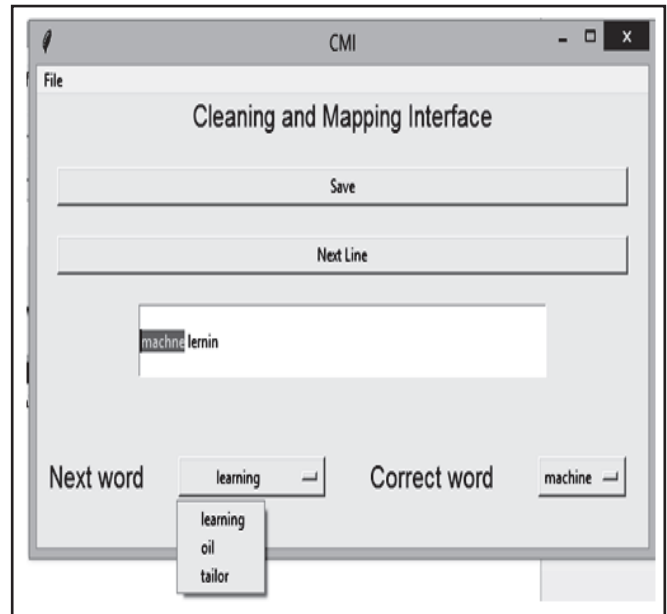 CMI
File
Cleaning and Mapping Interface
Save
Next Line
machne lernin
Next word learning Correct word machine
learning
oil
tailor